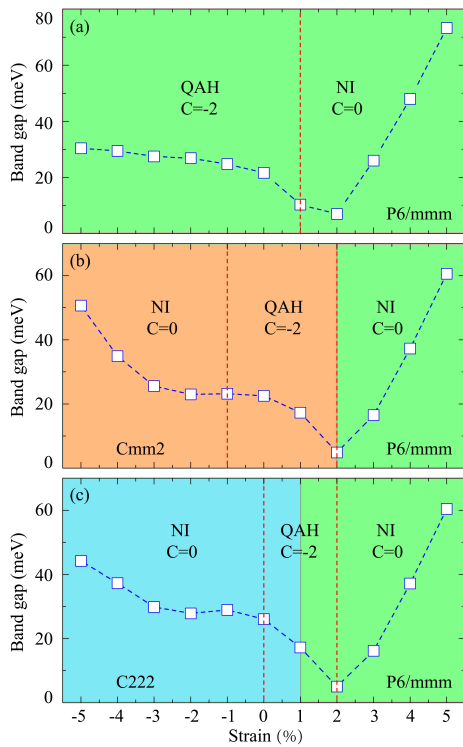 (a)
80
60
40
20
0
Band gap (meV)
QAH
C=-2
NI
C=0
P6/mmm
(b)
60
40
20
0
Band gap (meV)
NI
C=0
QAH
C=-2
NI
C=0
Cmm2
P6/mmm
(c)
60
40
20
0
Band gap (meV)
NI
C=0
QAH
C=-2
NI
C=0
C222
P6/mmm
-5 -4 -3 -2 -1 0 1 2 3 4 5
Strain (%)